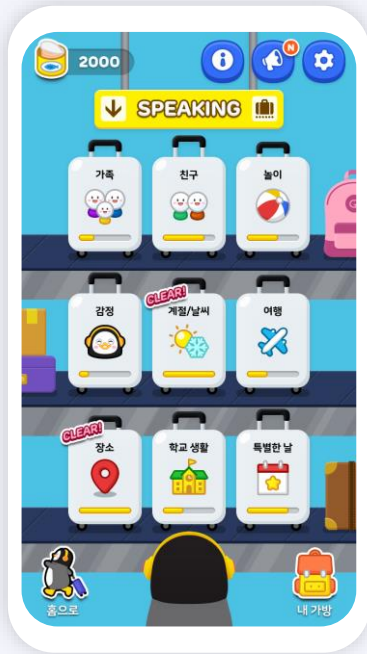 2000
N
SPEAKING
가족
친구
놀이
감정
CLEAR!
계절/날씨
여행
CLEAR!
장소
학교 생활
특별한 날
홈으로
내 가방